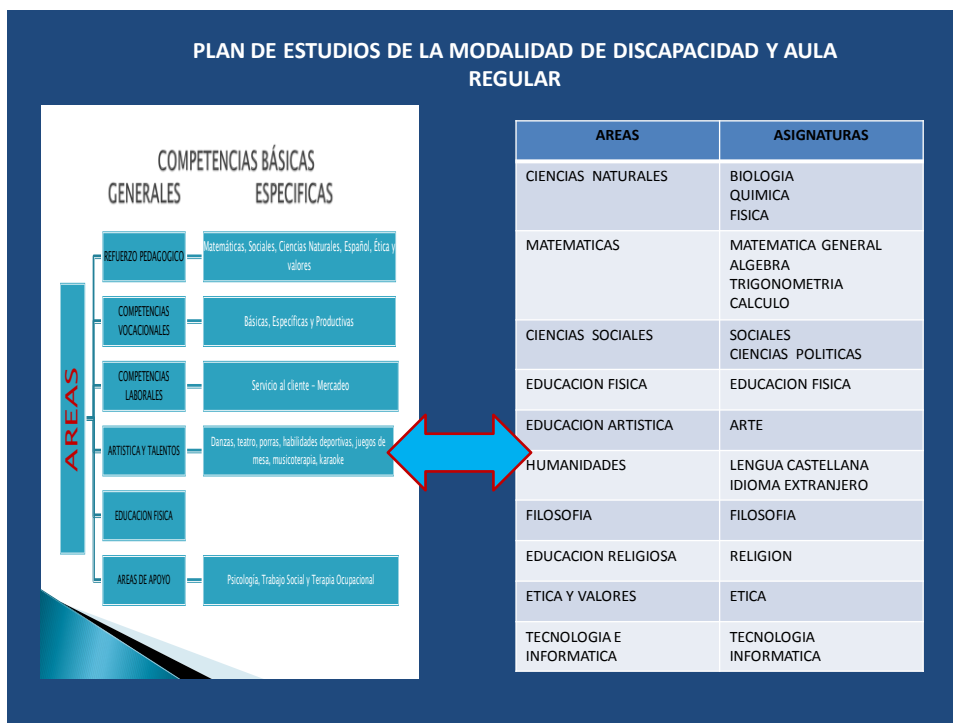 PLAN DE ESTUDIOS DE LA MODALIDAD DE DISCAPACIDAD Y AULA
REGULAR
COMPETENCIAS BÁSICAS
GENERALES ESPECIFICAS
AREAS
REFUERZO PEDAGOGICO
Matemáticas, Sociales, Ciencias Naturales, Español, Ética y
valores
COMPETENCIAS
VOCACIONALES
Básicas, Específicas y Productivas
COMPETENCIAS
LABORALES
Servicio al cliente – Mercadeo
ARTISTICA Y TALENTOS
Danzas, teatro, porras, habilidades deportivas, juegos de
mesa, musicoterapia, karaoke
EDUCACION FISICA
AREAS DE APOYO
Psicología, Trabajo Social y Terapia Ocupacional
AREAS ASIGNATURAS
CIENCIAS NATURALES BIOLOGIA
QUIMICA
FISICA
MATEMATICAS MATEMATICA GENERAL
ALGEBRA
TRIGONOMETRIA
CALCULO
CIENCIAS SOCIALES SOCIALES
CIENCIAS POLITICAS
EDUCACION FISICA EDUCACION FISICA
EDUCACION ARTISTICA ARTE
HUMANIDADES LENGUA CASTELLANA
IDIOMA EXTRANJERO
FILOSOFIA FILOSOFIA
EDUCACION RELIGIOSA RELIGION
ETICA Y VALORES ETICA
TECNOLOGIA E TECNOLOGIA
INFORMATICA INFORMATICA